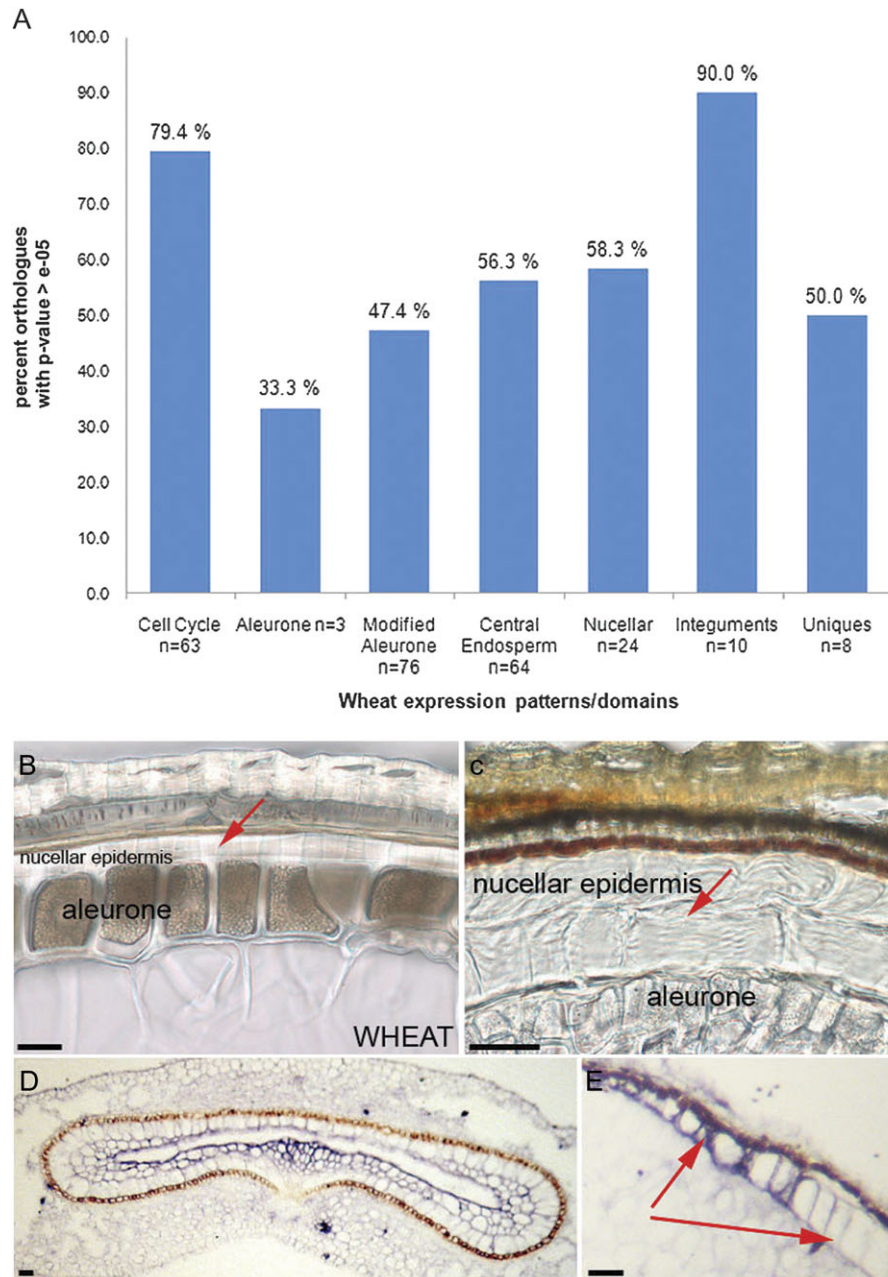 A
percent orthologues
with p-value > e-05
100.0
90.0
80.0
70.0
60.0
50.0
40.0
30.0
20.0
10.0
0.0
79.4 %
33.3 %
47.4 %
56.3 %
58.3 %
90.0 %
50.0 %
Cell Cycle
n=63
Aleurone n=3
Modified
Aleurone
n=76
Central
Endosperm
n=64
Nucellar
n=24
Integuments
n=10
Uniques
n=8
Wheat expression patterns/domains
B
nucellar epidermis
aleurone
WHEAT
c
nucellar epidermis
aleurone
D
E